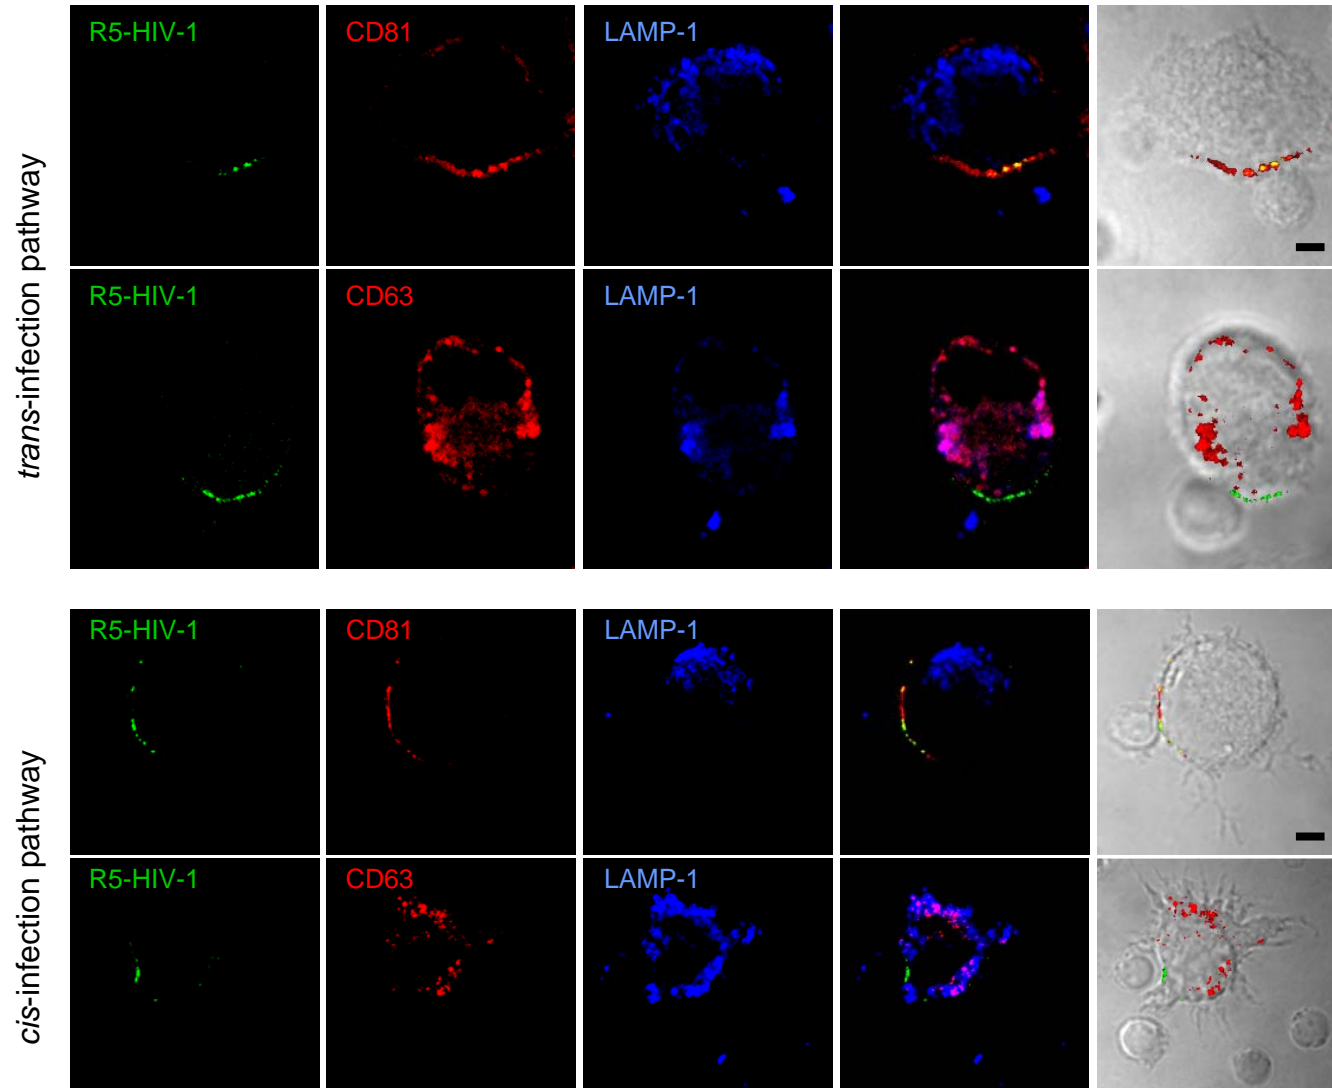 trans-infection pathway
R5-HIV-1 CD81 LAMP-1
R5-HIV-1 CD63 LAMP-1
cis-infection pathway
R5-HIV-1 CD81 LAMP-1
R5-HIV-1 CD63 LAMP-1